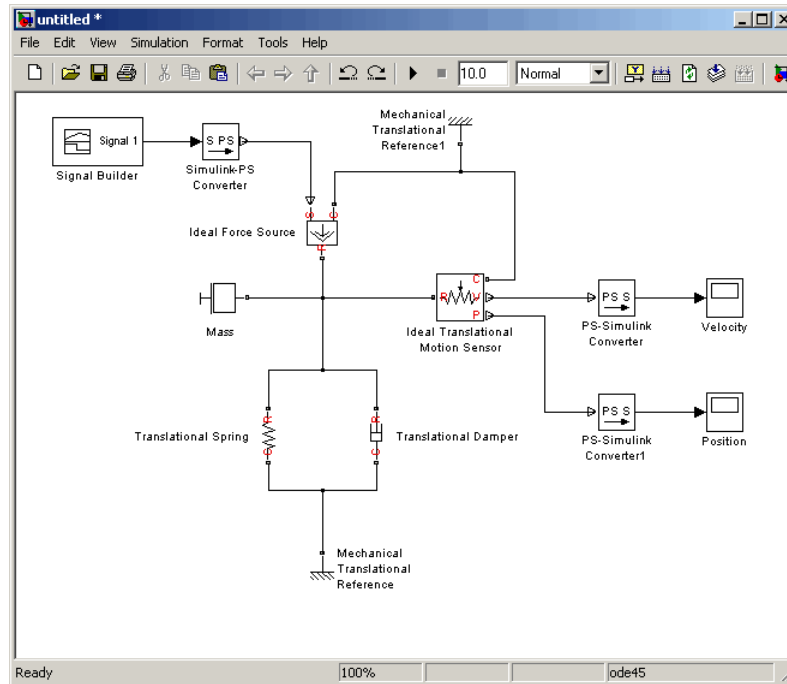 untitled *
File Edit View Simulation Format Tools Help
10.0 Normal
Signal 1
Signal Builder
S PS
Simulink-PS
Converter
Mechanical
Translational
Reference1
Ideal Force Source
S C
R
Mass
R C
V
P
Ideal Translational
Motion Sensor
PS S
PS-Simulink
Converter
Velocity
PS S
PS-Simulink
Converter1
Position
Translational Spring
R
C
Translational Damper
R
C
Mechanical
Translational
Reference
Ready 100% ode45